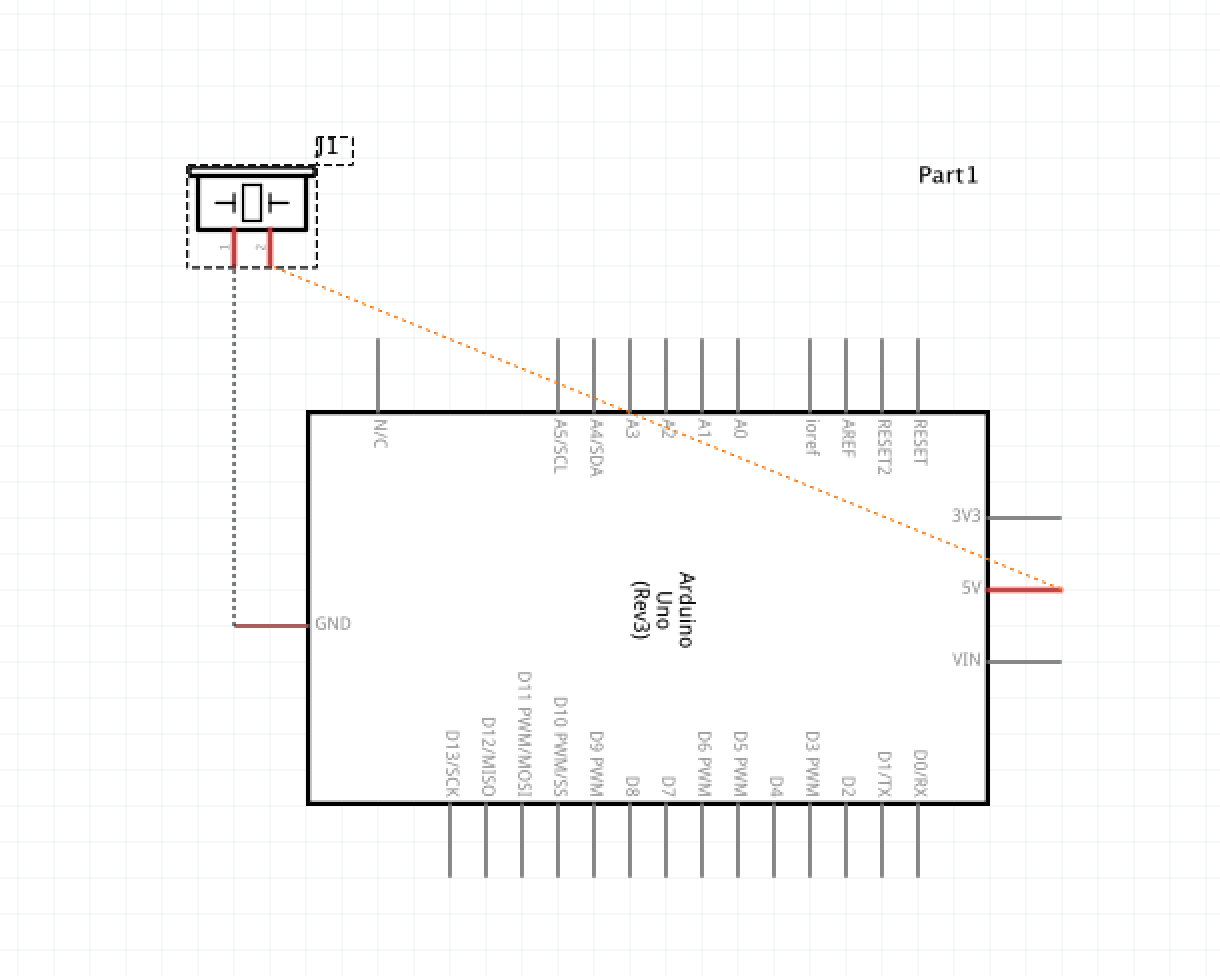 J1
Part1
1
2
N/C
A5/SCL
A4/SDA
A3
A2
A1
A0
ioref
AREF
RESET2
RESET
3V3
5V
VIN
GND
Arduino
Uno
(Rev3)
D13/SCK
D12/MISO
D11 PWM/MOSI
D10 PWM/SS
D9 PWM
D8
D7
D6 PWM
D5 PWM
D4
D3 PWM
D2
D1/TX
D0/RX